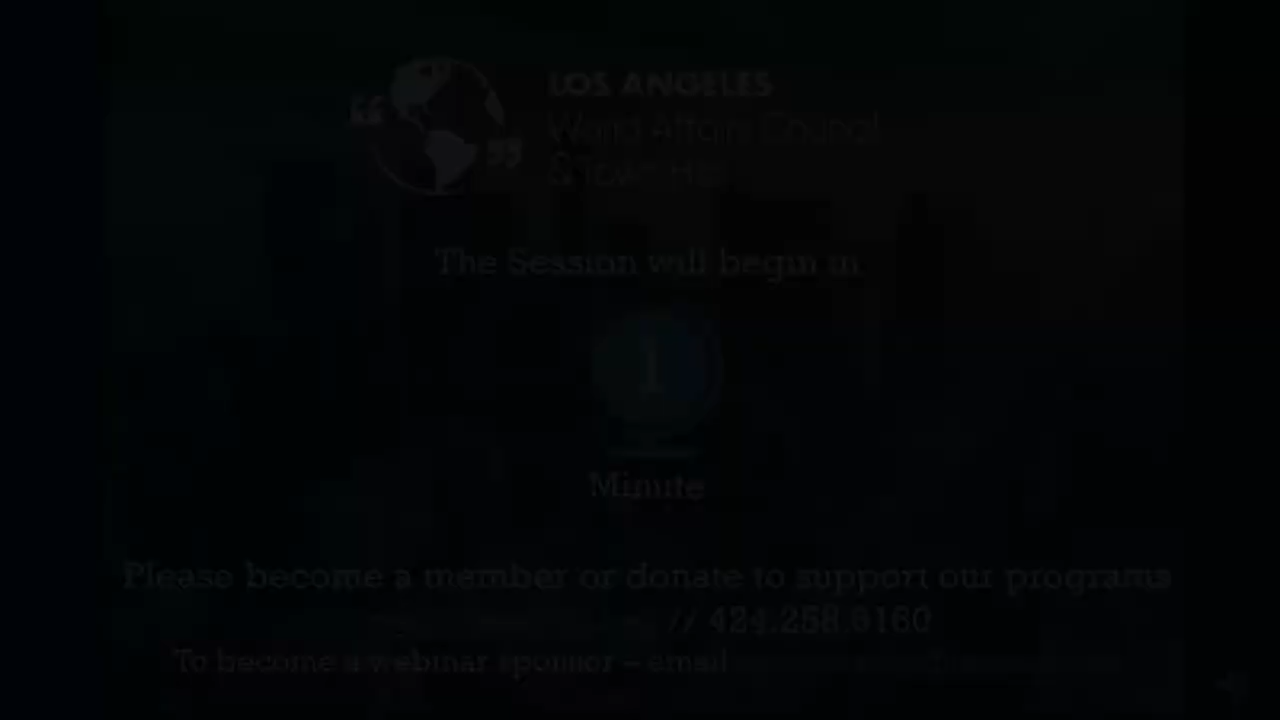 LOS ANGELES
World Affairs Council
& Town Hall
The Session will begin in
1
Minute
Please become a member or donate to support our programs
// 424.258.6160
To become a webinar sponsor – email